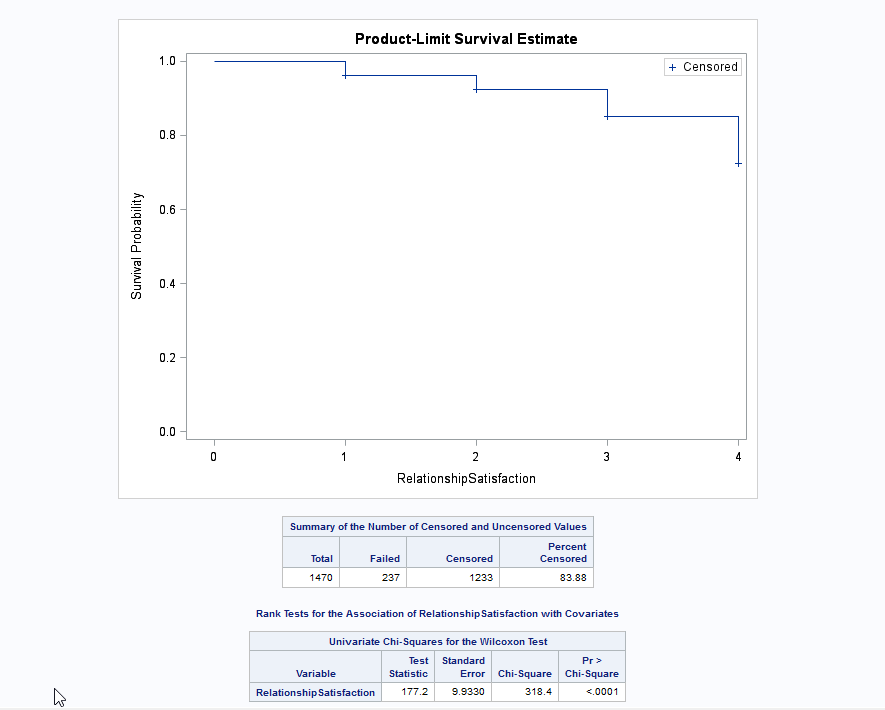 Product-Limit Survival Estimate
+ Censored
1.0
0.8
0.6
0.4
0.2
0.0
Survival Probability
0 1 2 3 4
RelationshipSatisfaction
Summary of the Number of Censored and Uncensored Values
Total Failed Censored Percent Censored
1470 237 1233 83.88
Rank Tests for the Association of RelationshipSatisfaction with Covariates
Univariate Chi-Squares for the Wilcoxon Test
Variable Test Statistic Standard Error Chi-Square Pr > Chi-Square
RelationshipSatisfaction 177.2 9.9330 318.4 <.0001